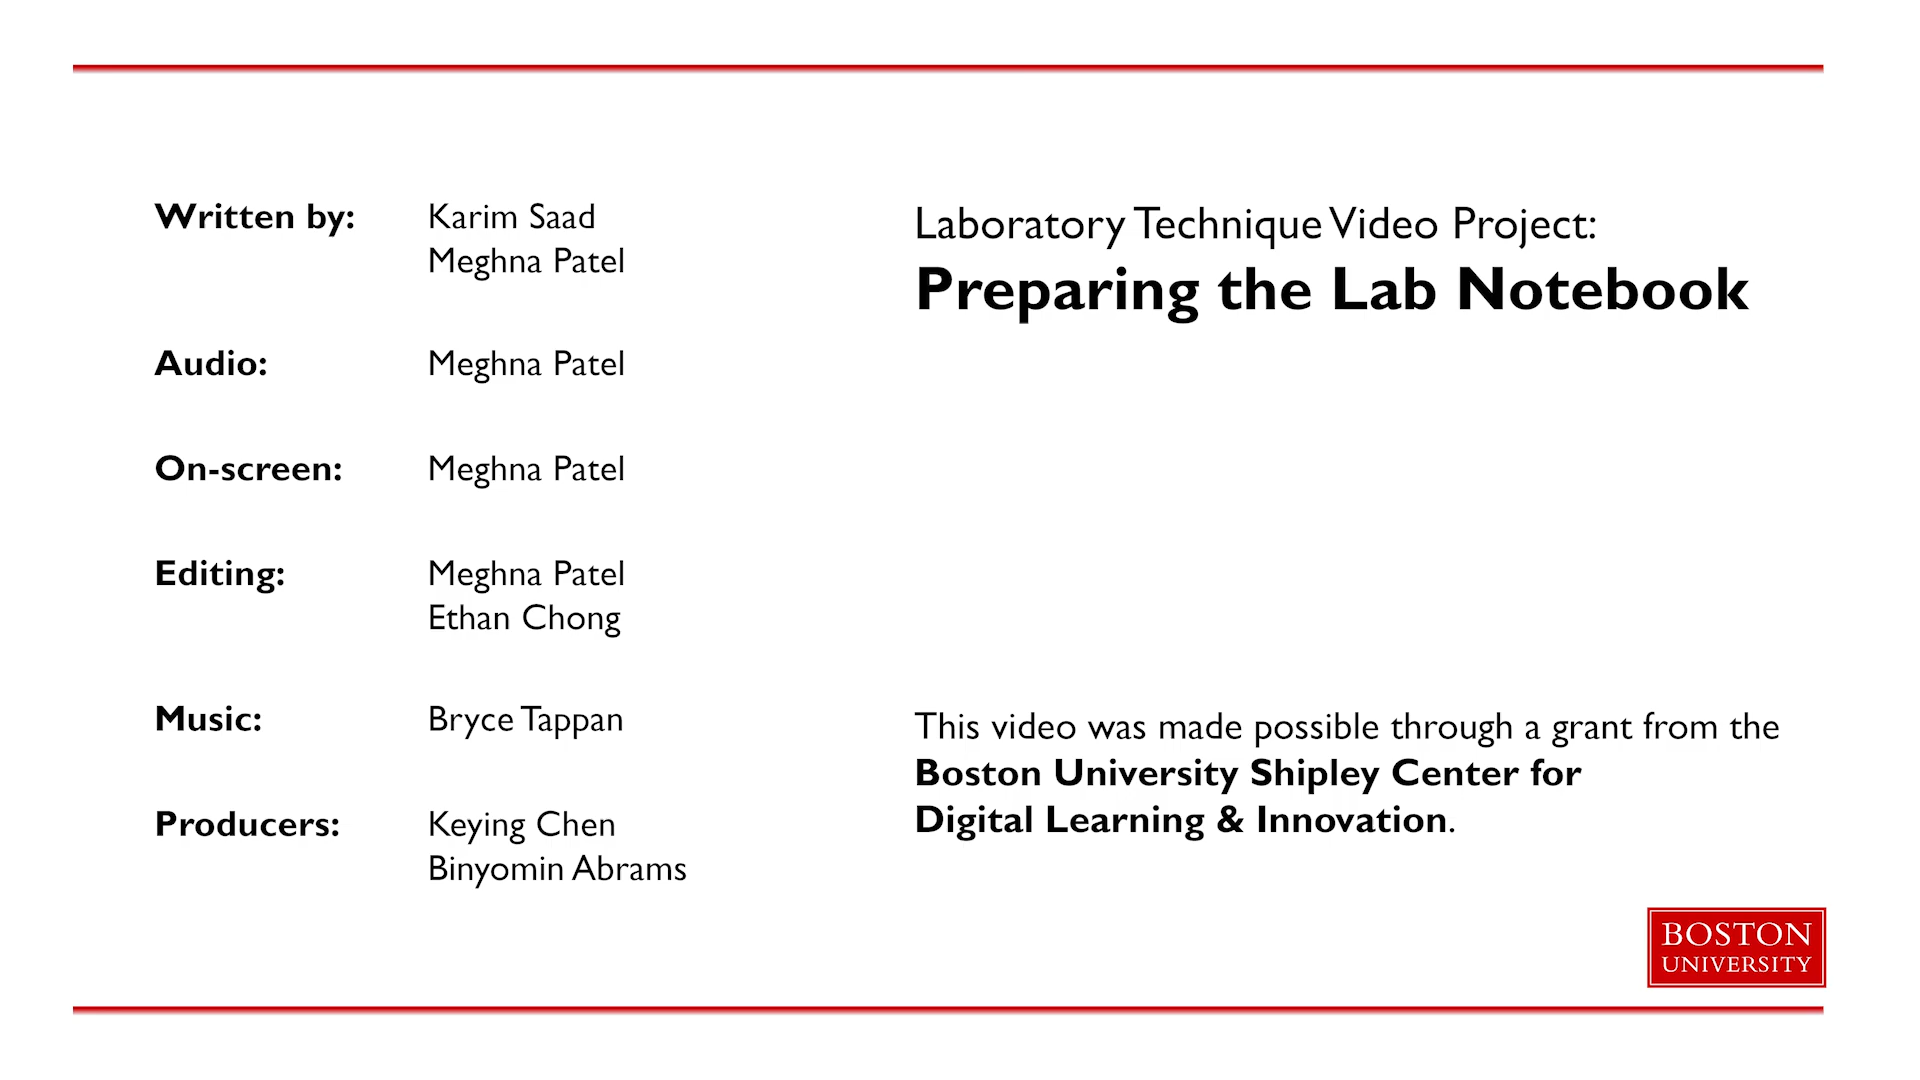 Written by: Karim Saad
Meghna Patel
Audio: Meghna Patel
On-screen: Meghna Patel
Editing: Meghna Patel
Ethan Chong
Music: Bryce Tappan
Producers: Keying Chen
Binyomin Abrams
Laboratory Technique Video Project:
Preparing the Lab Notebook
This video was made possible through a grant from the
Boston University Shipley Center for
Digital Learning & Innovation.
BOSTON
UNIVERSITY